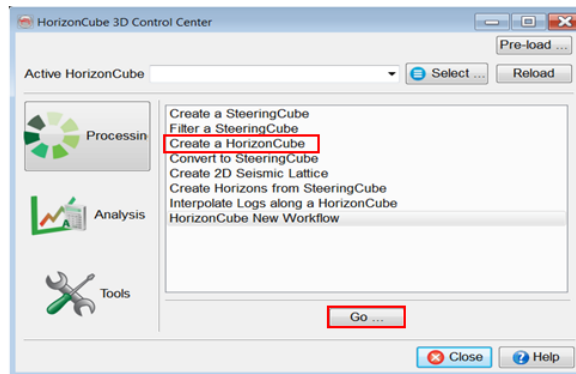 HorizonCube 3D Control Center
Pre-load ...
Active HorizonCube
Select ...
Reload
Processin
Analysis
Tools
Create a SteeringCube
Filter a SteeringCube
Create a HorizonCube
Convert to SteeringCube
Create 2D Seismic Lattice
Create Horizons from SteeringCube
Interpolate Logs along a HorizonCube
HorizonCube New Workflow
Go ...
Close
Help